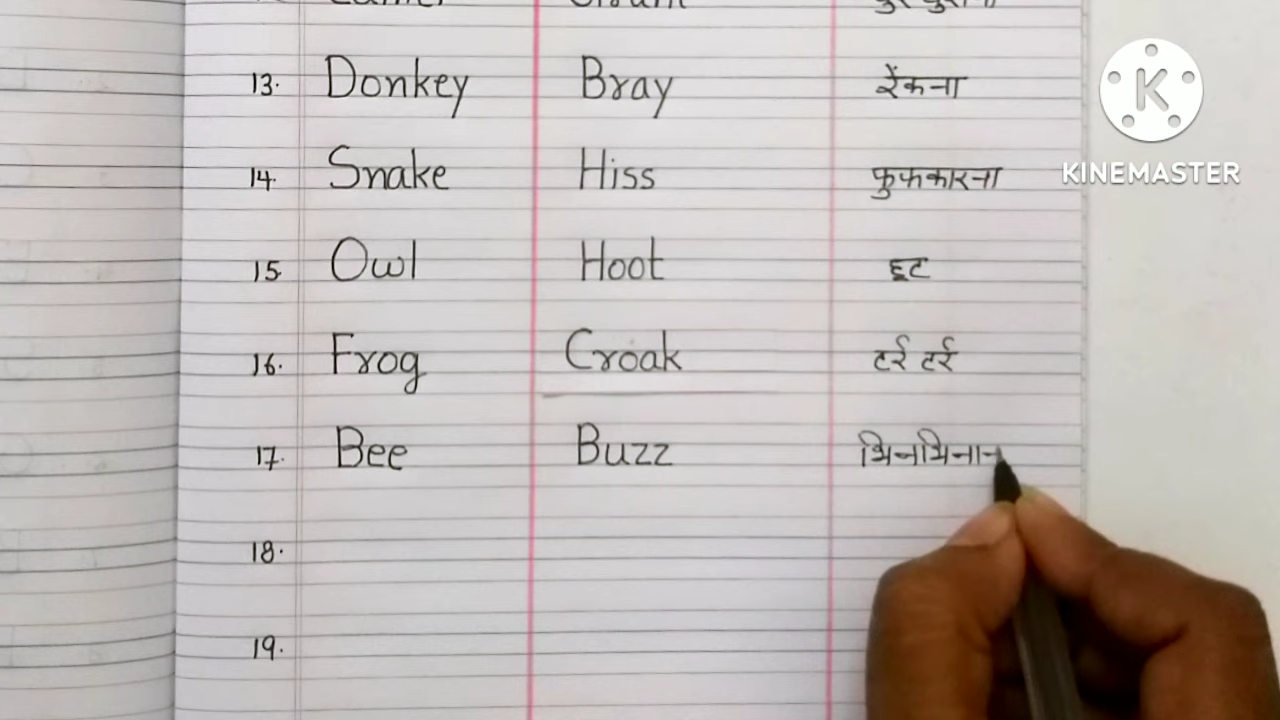 13. Donkey Bray रेंकना
14. Snake Hiss फुफकारना
15. Owl Hoot हूट
16. Frog Croak टर्र टर्र
17. Bee Buzz भिनभिनान
18.
19.
K
KINEMASTER